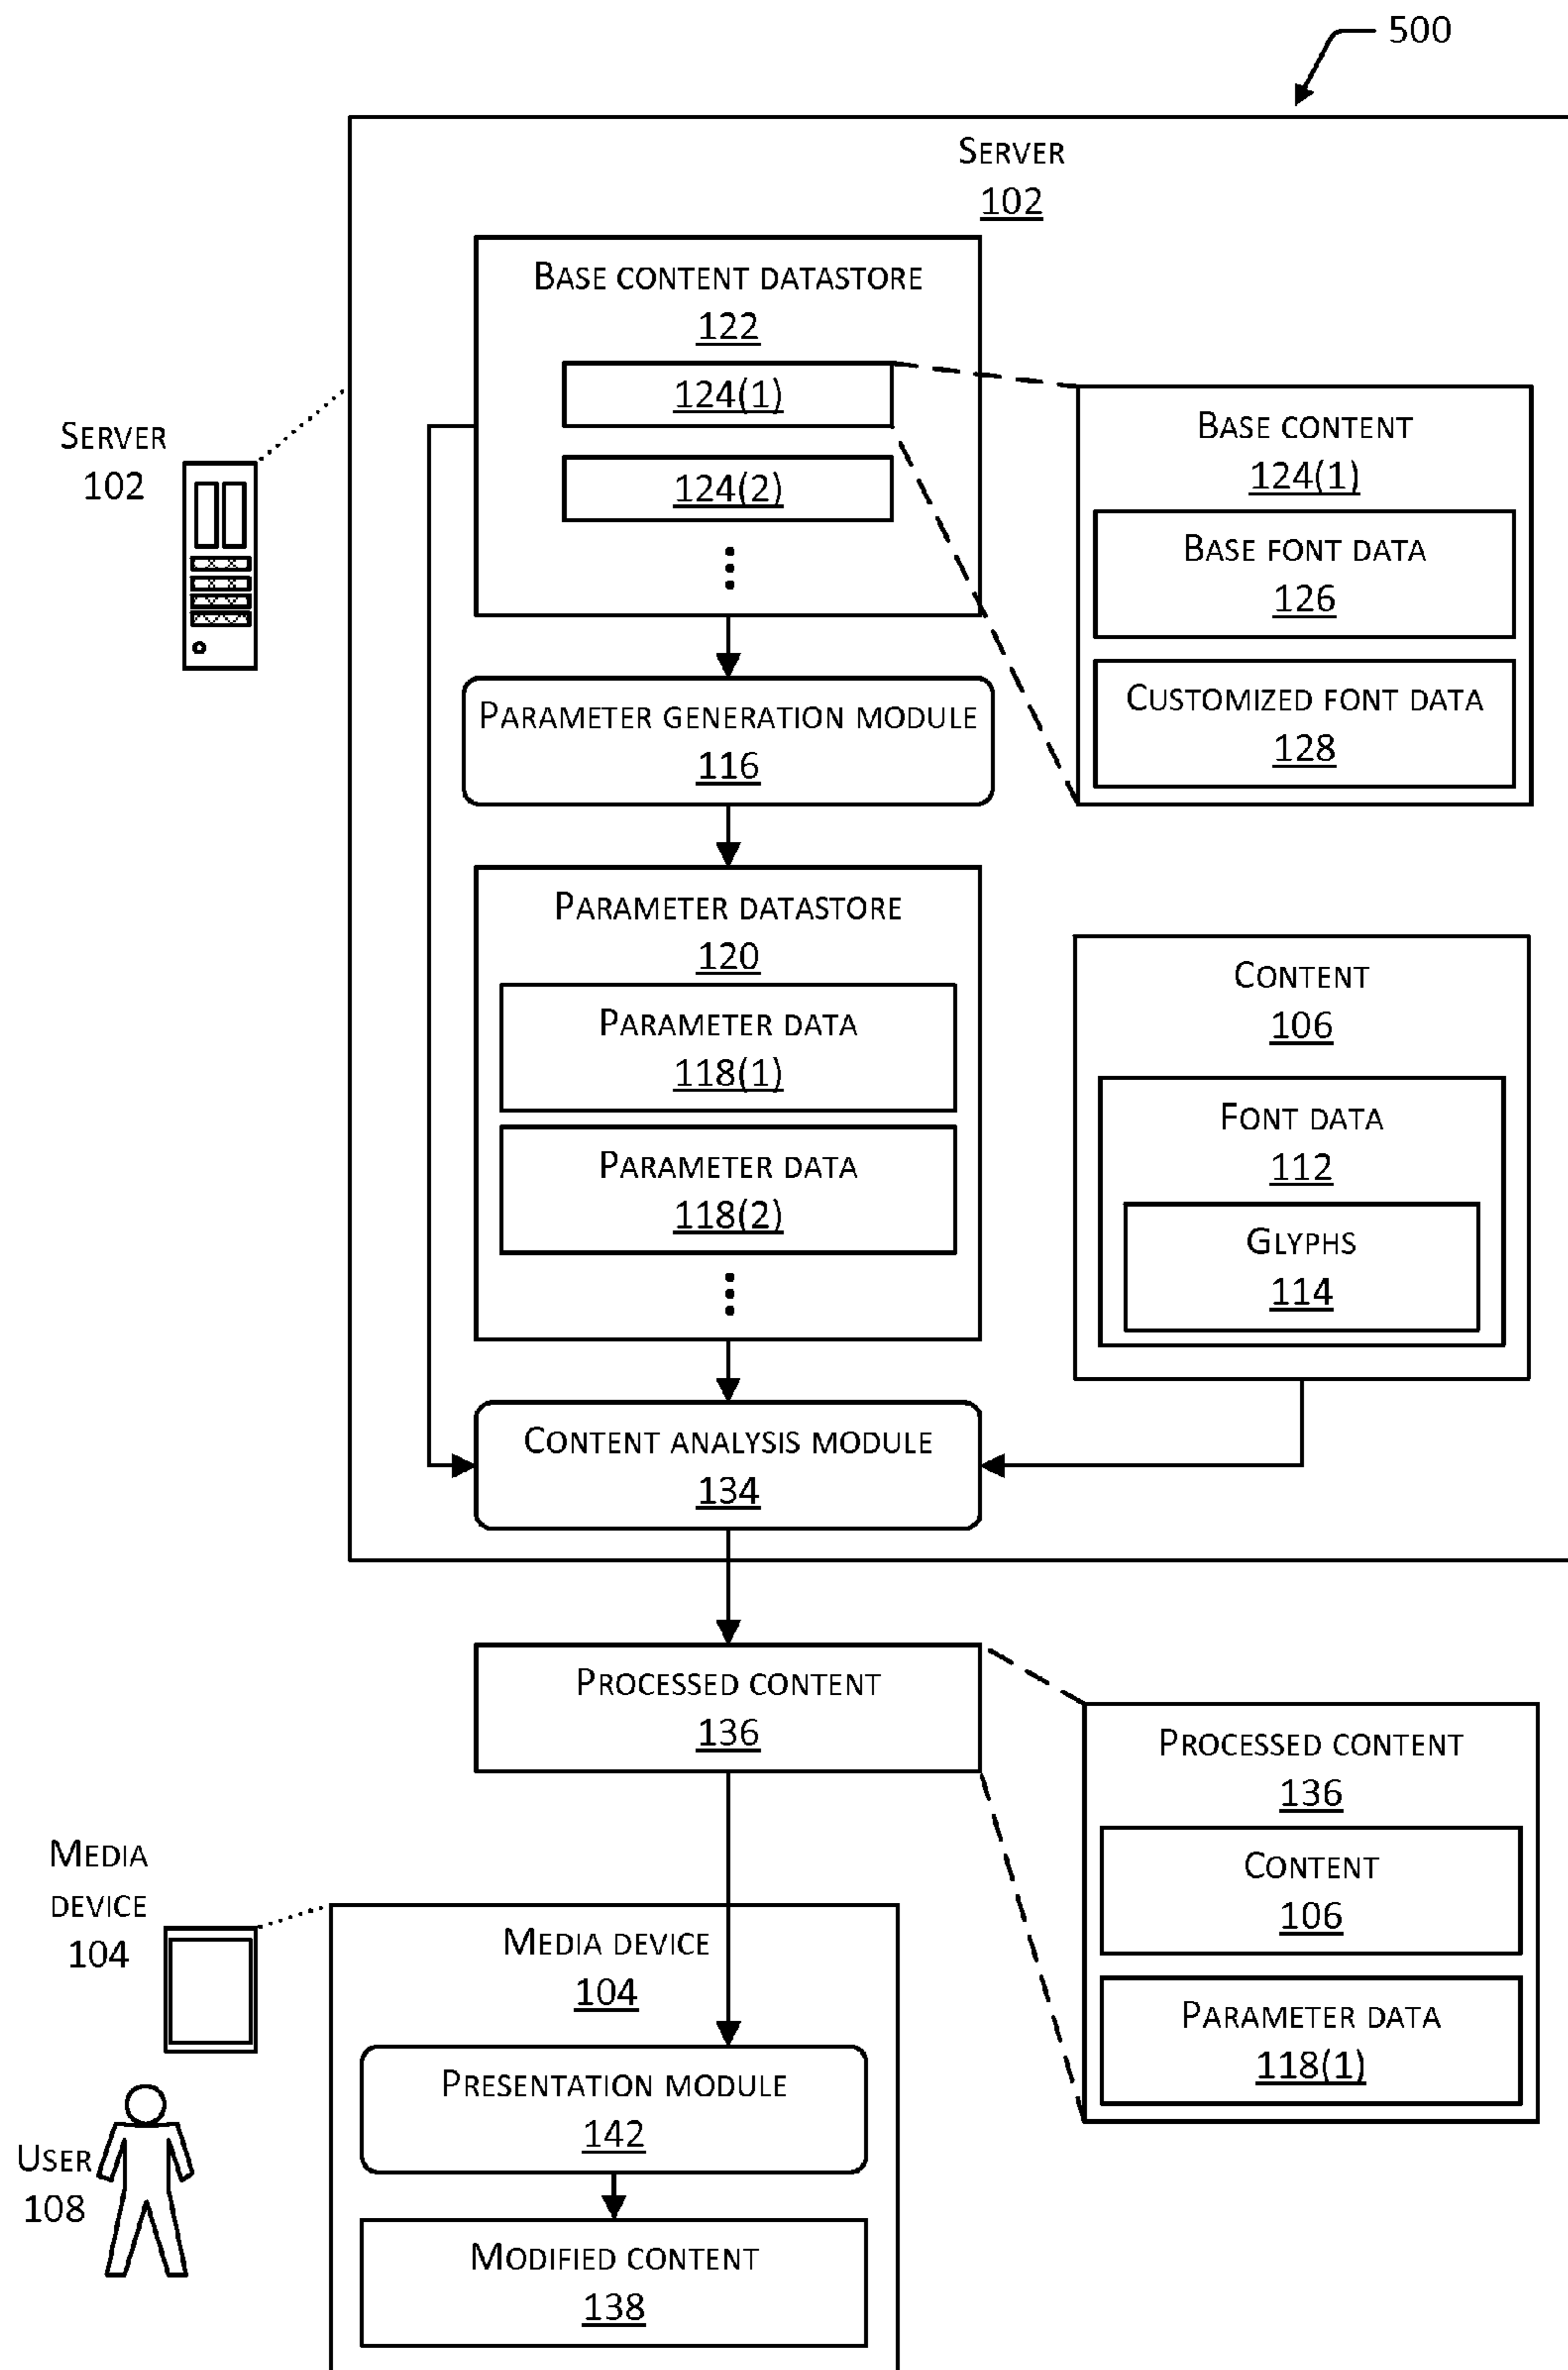 500
Server
102
Base content datastore
122
124(1)
124(2)
Base content
124(1)
Base font data
126
Customized font data
128
Server
102
Parameter generation module
116
Parameter datastore
120
Parameter data
118(1)
Parameter data
118(2)
Content
106
Font data
112
Glyphs
114
Content analysis module
134
Processed content
136
Processed content
136
Content
106
Parameter data
118(1)
Media
device
104
Media device
104
Presentation module
142
User
108
Modified content
138